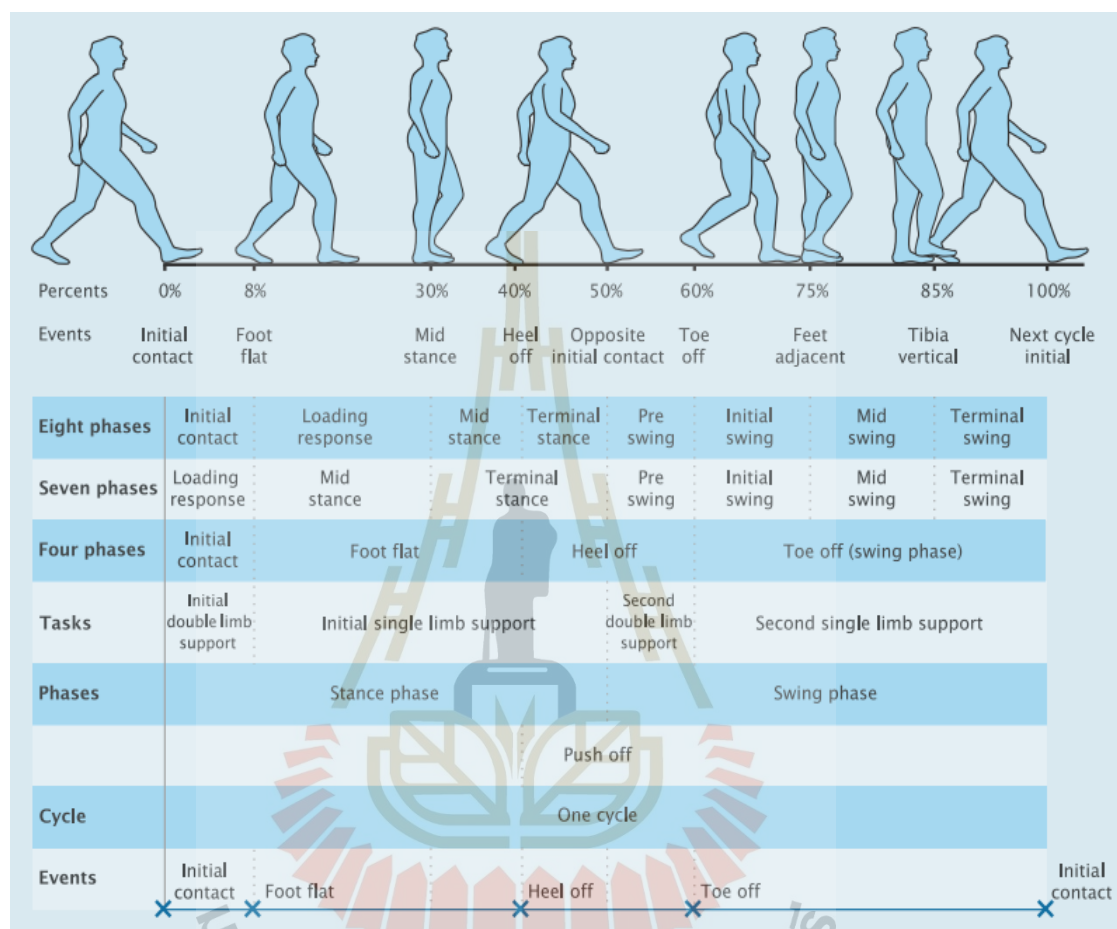 Percents 0% 8% 30% 40% 50% 60% 75% 85% 100%
Events Initial contact Foot flat Mid stance Heel off Opposite initial contact Toe off Feet adjacent Tibia vertical Next cycle initial
Eight phases Initial contact Loading response Mid stance Terminal stance Pre swing Initial swing Mid swing Terminal swing
Seven phases Loading response Mid stance Terminal stance Pre swing Initial swing Mid swing Terminal swing
Four phases Initial contact Foot flat Heel off Toe off (swing phase)
Tasks Initial double limb support Initial single limb support Second double limb support Second single limb support
Phases Stance phase Swing phase
Push off
Cycle One cycle
Events Initial contact Foot flat Heel off Toe off Initial contact